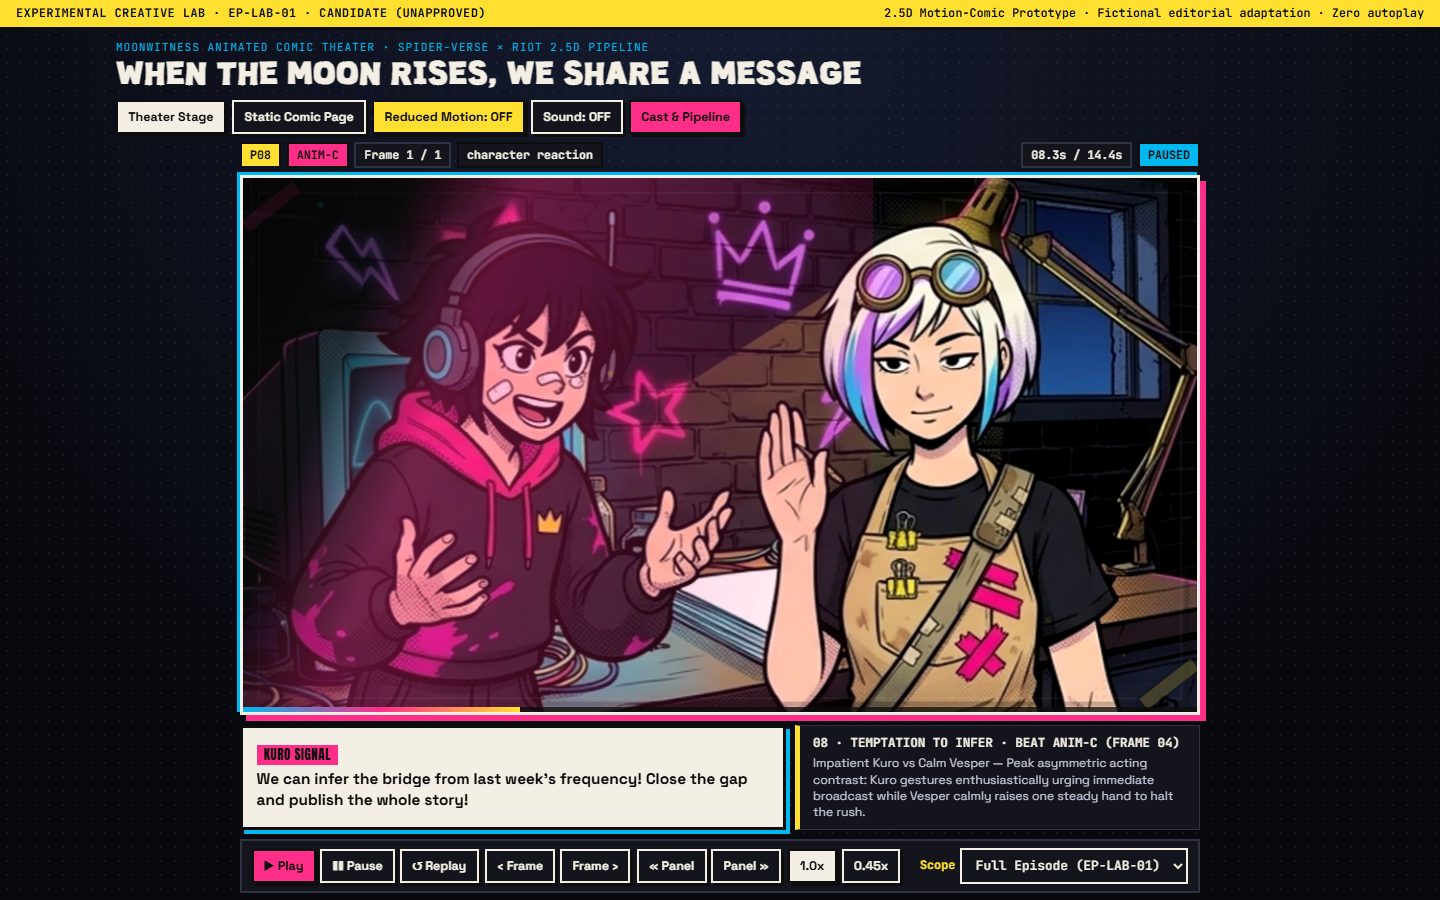 EXPERIMENTAL CREATIVE LAB · EP-LAB-01 · CANDIDATE (UNAPPROVED)
2.5D Motion-Comic Prototype · Fictional editorial adaptation · Zero autoplay
MOONWITNESS ANIMATED COMIC THEATER · SPIDER-VERSE × RIOT 2.5D PIPELINE
WHEN THE MOON RISES, WE SHARE A MESSAGE
Theater Stage
Static Comic Page
Reduced Motion: OFF
Sound: OFF
Cast & Pipeline
P08
ANIM-C
Frame 1 / 1
character reaction
08.3s / 14.4s
PAUSED
KURO SIGNAL
We can infer the bridge from last week's frequency! Close the gap
and publish the whole story!
08 · TEMPTATION TO INFER · BEAT ANIM-C (FRAME 04)
Impatient Kuro vs Calm Vesper — Peak asymmetric acting
contrast: Kuro gestures enthusiastically urging immediate
broadcast while Vesper calmly raises one steady hand to halt
the rush.
▶ Play
▮▮ Pause
↺ Replay
‹ Frame
Frame ›
« Panel
Panel »
1.0x
0.45x
Scope
Full Episode (EP-LAB-01)